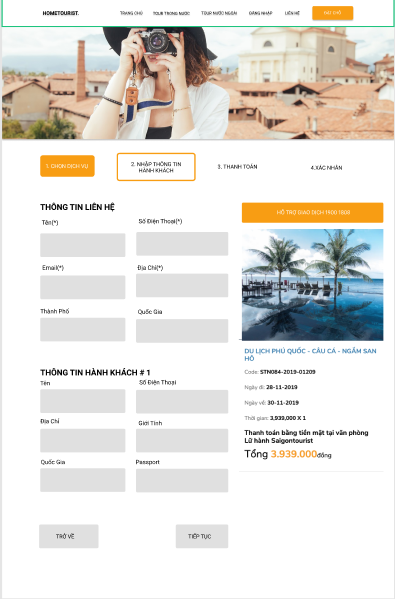 HOMETOURIST.
TRANG CHỦ
TOUR TRONG NƯỚC
TOUR NƯỚC NGOÀI
ĐĂNG NHẬP
LIÊN HỆ
1. CHỌN DỊCH VỤ
2. NHẬP THÔNG TIN
HÀNH KHÁCH
3. THANH TOÁN
4.XÁC NHẬN
THÔNG TIN LIÊN HỆ
Tên(*)
Số Điện Thoại(*)
Email(*)
Địa Chỉ(*)
Thành Phố
Quốc Gia
THÔNG TIN HÀNH KHÁCH # 1
Tên
Số Điện Thoại
Địa Chỉ
Giới Tính
Quốc Gia
Passport
TRỞ VỀ
TIẾP TỤC
HỖ TRỢ GIAO DỊCH 1900 1808
DU LỊCH PHÚ QUỐC - CÂU CÁ - NGẮM SAN
HÔ
Code: STN084-2019-01209
Ngày đi: 28-11-2019
Ngày về: 30-11-2019
Thời gian: 3,939,000 X 1
Thanh toán bằng tiền mặt tại văn phòng
Lữ hành Saigontourist
Tổng 3.939.000đồng